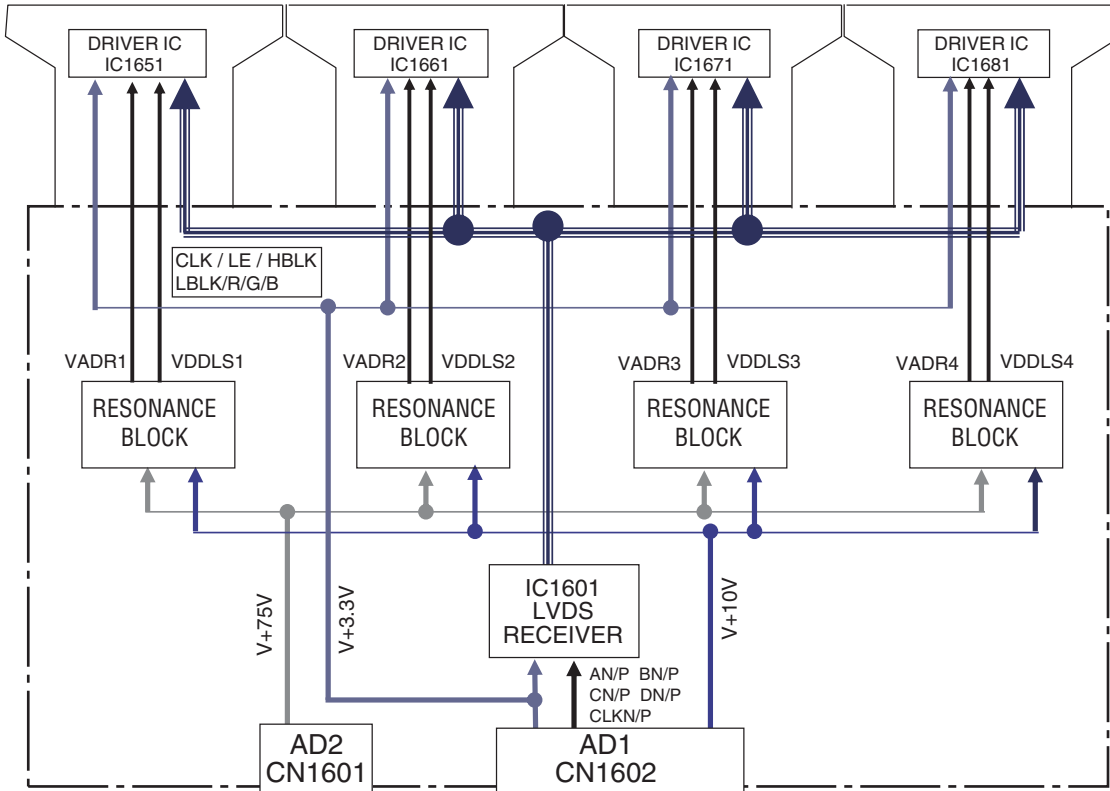 DRIVER IC
IC1651
DRIVER IC
IC1661
DRIVER IC
IC1671
DRIVER IC
IC1681
CLK / LE / HBLK
LBLK/R/G/B
VADR1
VDDLS1
VADR2
VDDLS2
VADR3
VDDLS3
VADR4
VDDLS4
RESONANCE
BLOCK
RESONANCE
BLOCK
RESONANCE
BLOCK
RESONANCE
BLOCK
V+75V
V+3.3V
IC1601
LVDS
RECEIVER
V+10V
AN/P BN/P
CN/P DN/P
CLKN/P
AD2
CN1601
AD1
CN1602